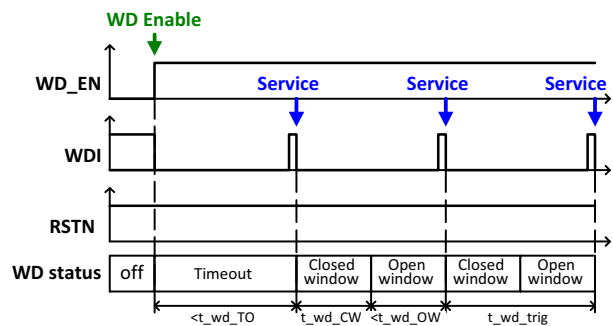 WD Enable
WD_EN
Service
Service
Service
WDI
RSTN
WD status
off
Timeout
Closed
window
Open
window
Closed
window
Open
window
<t_wd_TO
t_wd_CW
<t_wd_OW
t_wd_trig